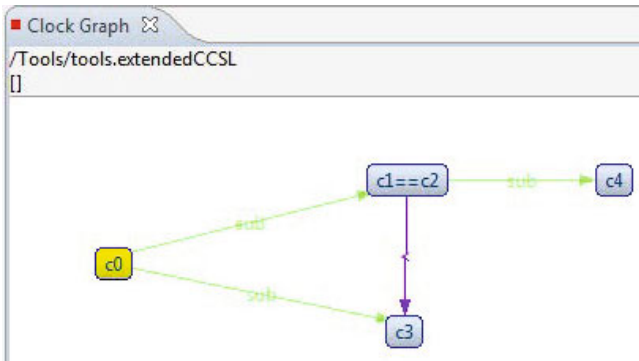 Clock Graph
/Tools/tools.extendedCCSL
[]
c1==c2 sub c4
sub
c0
sub
c3